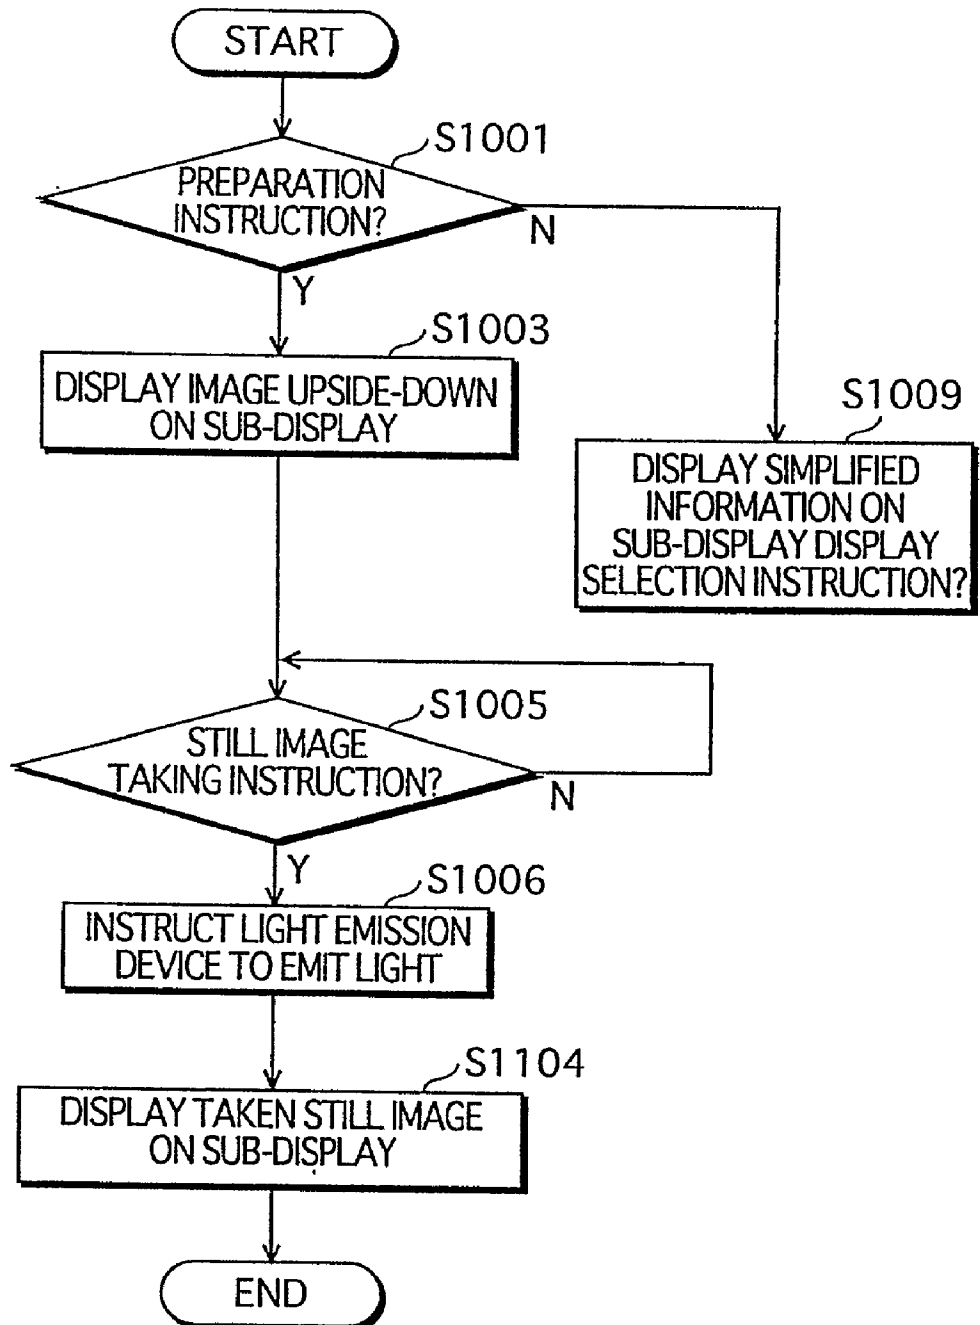 START
S1001
PREPARATION
INSTRUCTION?
N
Y
S1003
DISPLAY IMAGE UPSIDE-DOWN
ON SUB-DISPLAY
S1009
DISPLAY SIMPLIFIED
INFORMATION ON
SUB-DISPLAY DISPLAY
SELECTION INSTRUCTION?
S1005
STILL IMAGE
TAKING INSTRUCTION?
N
Y
S1006
INSTRUCT LIGHT EMISSION
DEVICE TO EMIT LIGHT
S1104
DISPLAY TAKEN STILL IMAGE
ON SUB-DISPLAY
END